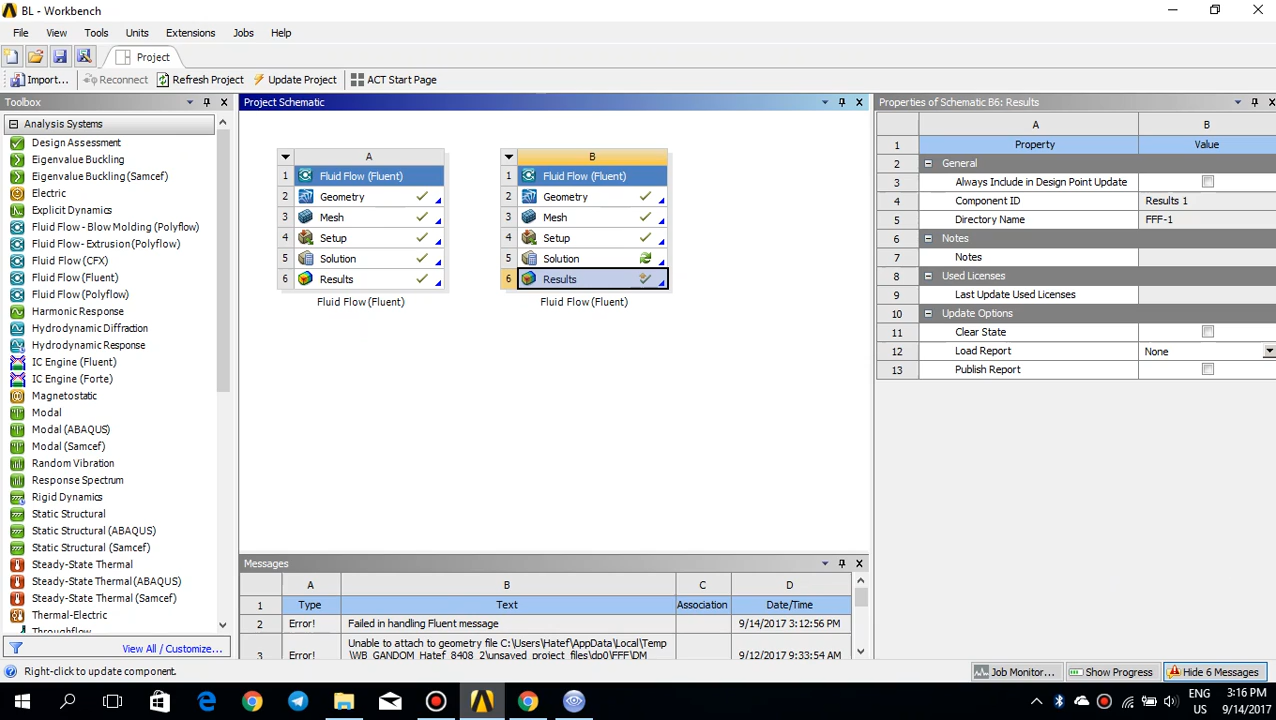 BL - Workbench
File View Tools Units Extensions Jobs Help
Project
Import... Reconnect Refresh Project Update Project ACT Start Page
Toolbox
Analysis Systems
Design Assessment
Eigenvalue Buckling
Eigenvalue Buckling (Samcef)
Electric
Explicit Dynamics
Fluid Flow - Blow Molding (Polyflow)
Fluid Flow - Extrusion (Polyflow)
Fluid Flow (CFX)
Fluid Flow (Fluent)
Fluid Flow (Polyflow)
Harmonic Response
Hydrodynamic Diffraction
Hydrodynamic Response
IC Engine (Fluent)
IC Engine (Forte)
Magnetostatic
Modal
Modal (ABAQUS)
Modal (Samcef)
Random Vibration
Response Spectrum
Rigid Dynamics
Static Structural
Static Structural (ABAQUS)
Static Structural (Samcef)
Steady-State Thermal
Steady-State Thermal (ABAQUS)
Steady-State Thermal (Samcef)
Thermal-Electric
Throughflow
View All / Customize...
Project Schematic
A
1 Fluid Flow (Fluent)
2 Geometry
3 Mesh
4 Setup
5 Solution
6 Results
Fluid Flow (Fluent)
B
1 Fluid Flow (Fluent)
2 Geometry
3 Mesh
4 Setup
5 Solution
6 Results
Fluid Flow (Fluent)
Messages
A B C D
1 Type Text Association Date/Time
2 Error! Failed in handling Fluent message 9/14/2017 3:12:56 PM
Unable to attach to geometry file C:\Users\Hatef\AppData\Local\Temp
3 Error! \WB_GANDOM_Hatef_8408_2\unsaved_project_files\dp0\FFF\DM 9/12/2017 9:33:54 AM
Properties of Schematic B6: Results
A B
1 Property Value
2 General
3 Always Include in Design Point Update
4 Component ID Results 1
5 Directory Name FFF-1
6 Notes
7 Notes
8 Used Licenses
9 Last Update Used Licenses
10 Update Options
11 Clear State
12 Load Report None
13 Publish Report
Right-click to update component.
Job Monitor... Show Progress Hide 6 Messages
ENG 3:16 PM
US 9/14/2017